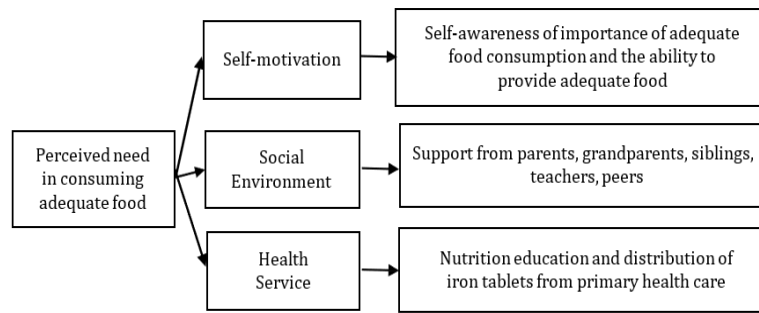 Perceived need
in consuming
adequate food
Self-motivation
Self-awareness of importance of adequate
food consumption and the ability to
provide adequate food
Social
Environment
Support from parents, grandparents, siblings,
teachers, peers
Health
Service
Nutrition education and distribution of
iron tablets from primary health care